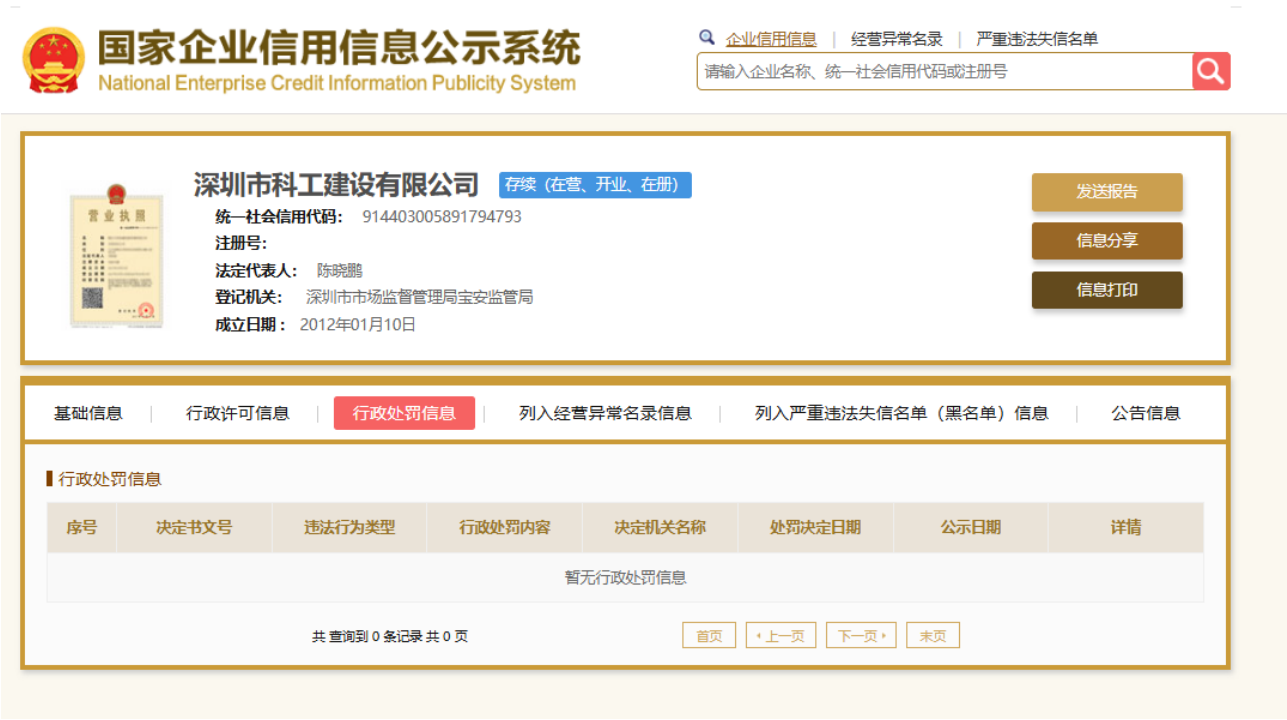 国家企业信用信息公示系统
National Enterprise Credit Information Publicity System
企业信用信息 | 经营异常名录 | 严重违法失信名单
请输入企业名称、统一社会信用代码或注册号
深圳市科工建设有限公司 存续（在营、开业、在册）
统一社会信用代码： 914403005891794793
注册号：
法定代表人： 陈晓鹏
登记机关： 深圳市市场监督管理局宝安监管局
成立日期： 2012年01月10日
营业执照
发送报告
信息分享
信息打印
基础信息 | 行政许可信息 | 行政处罚信息 | 列入经营异常名录信息 | 列入严重违法失信名单（黑名单）信息 | 公告信息
行政处罚信息
序号 决定书文号 违法行为类型 行政处罚内容 决定机关名称 处罚决定日期 公示日期 详情
暂无行政处罚信息
共 查询到 0 条记录 共 0 页 首页 上一页 下一页 末页